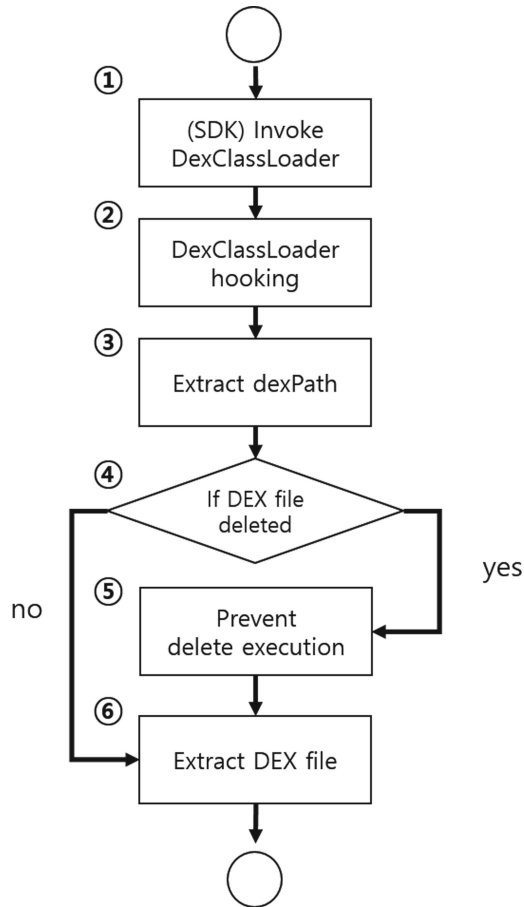 ①
(SDK) Invoke
DexClassLoader
②
DexClassLoader
hooking
③
Extract dexPath
④
If DEX file
deleted
yes
no
⑤
Prevent
delete execution
⑥
Extract DEX file